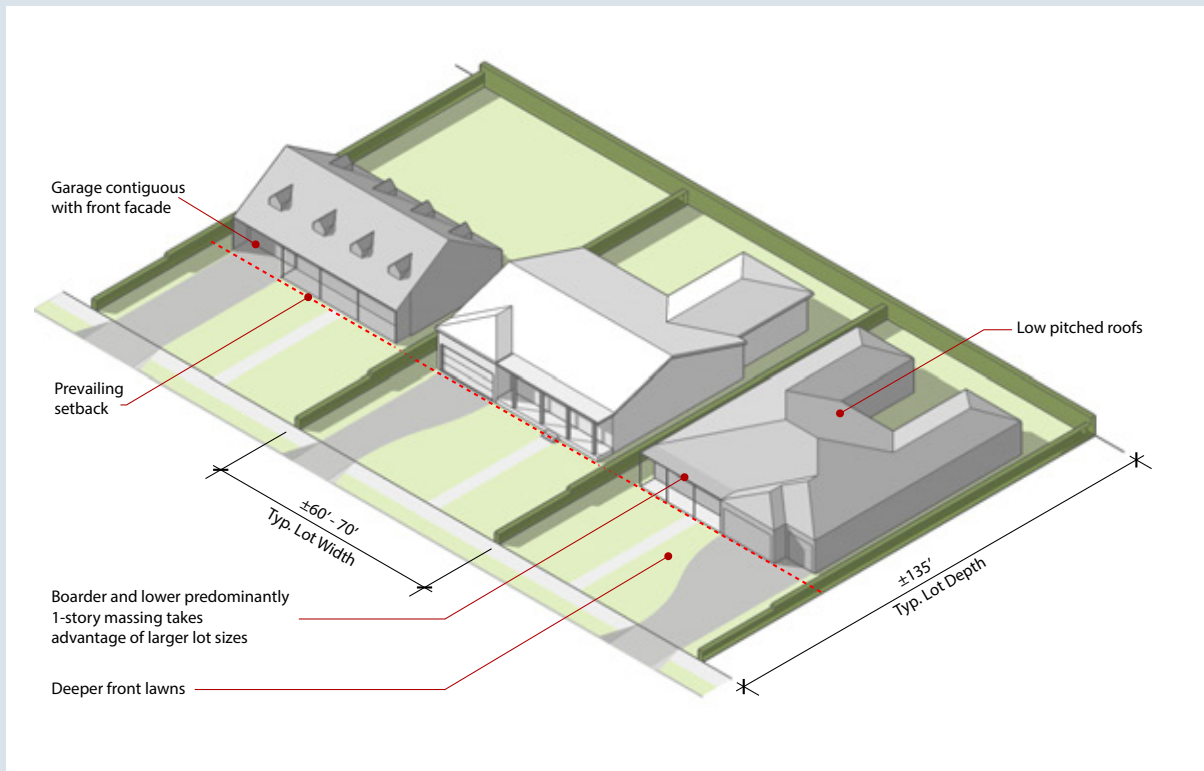 Garage contiguous
with front facade
Low pitched roofs
Prevailing
setback
±60’ - 70’
Typ. Lot Width
±135’
Typ. Lot Depth
Boarder and lower predominantly
1-story massing takes
advantage of larger lot sizes
Deeper front lawns